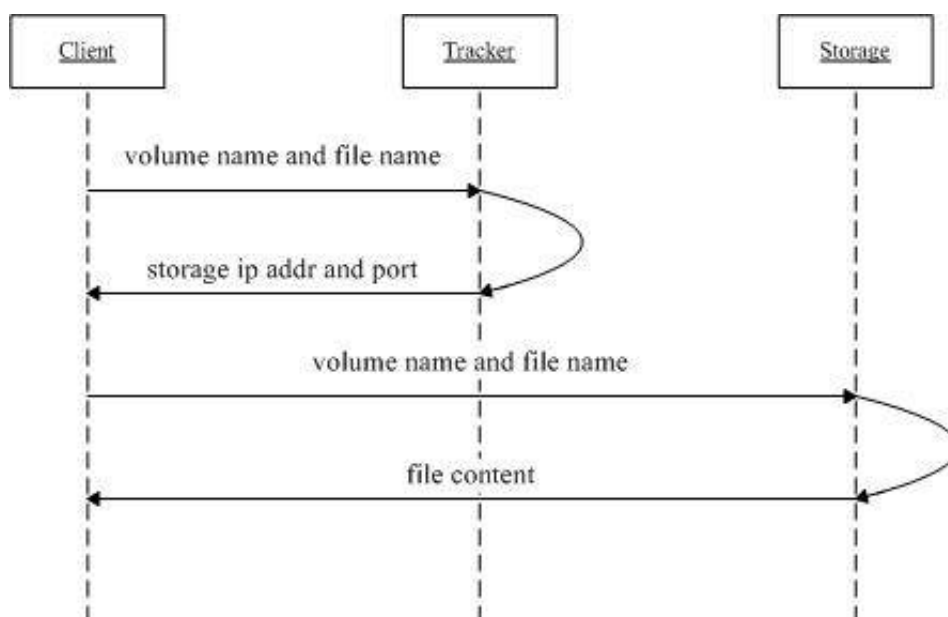 Client
Tracker
Storage
volume name and file name
storage ip addr and port
volume name and file name
file content